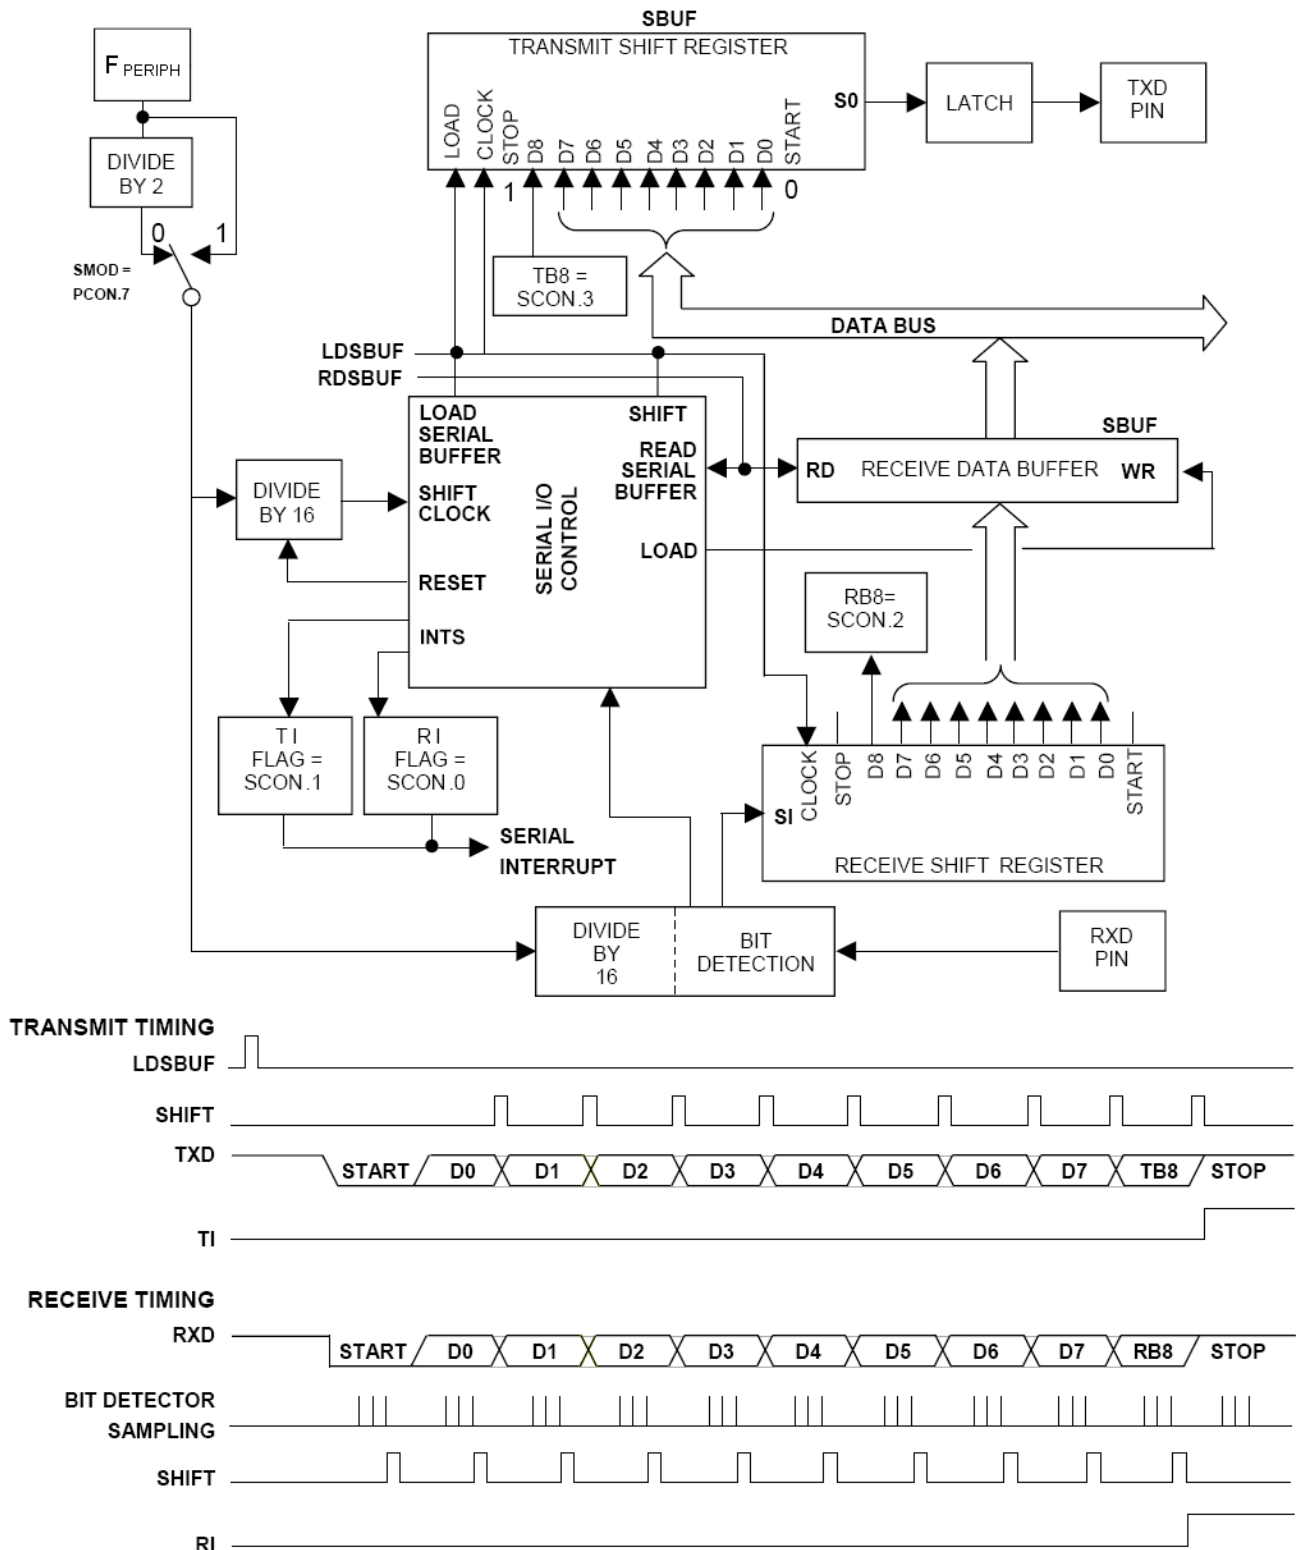 SBUF
TRANSMIT SHIFT REGISTER
F PERIPH
LOAD
CLOCK
STOP
D8
D7
D6
D5
D4
D3
D2
D1
D0
START
S0
LATCH
TXD
PIN
DIVIDE
BY 2
1
0
0
1
SMOD =
PCON.7
TB8 =
SCON.3
DATA BUS
LDSBUF
RDSBUF
LOAD
SERIAL
BUFFER
SHIFT
READ
SERIAL
BUFFER
SBUF
RD
RECEIVE DATA BUFFER
WR
DIVIDE
BY 16
SHIFT
CLOCK
SERIAL I/O
CONTROL
LOAD
RESET
INTS
RB8=
SCON.2
TI
FLAG =
SCON.1
RI
FLAG =
SCON.0
SERIAL
INTERRUPT
SI
CLOCK
STOP
D8
D7
D6
D5
D4
D3
D2
D1
D0
START
RECEIVE SHIFT REGISTER
DIVIDE
BY
16
BIT
DETECTION
RXD
PIN
TRANSMIT TIMING
LDSBUF
SHIFT
TXD
START D0 D1 D2 D3 D4 D5 D6 D7 TB8 STOP
TI
RECEIVE TIMING
RXD
START D0 D1 D2 D3 D4 D5 D6 D7 RB8 STOP
BIT DETECTOR
SAMPLING
SHIFT
RI